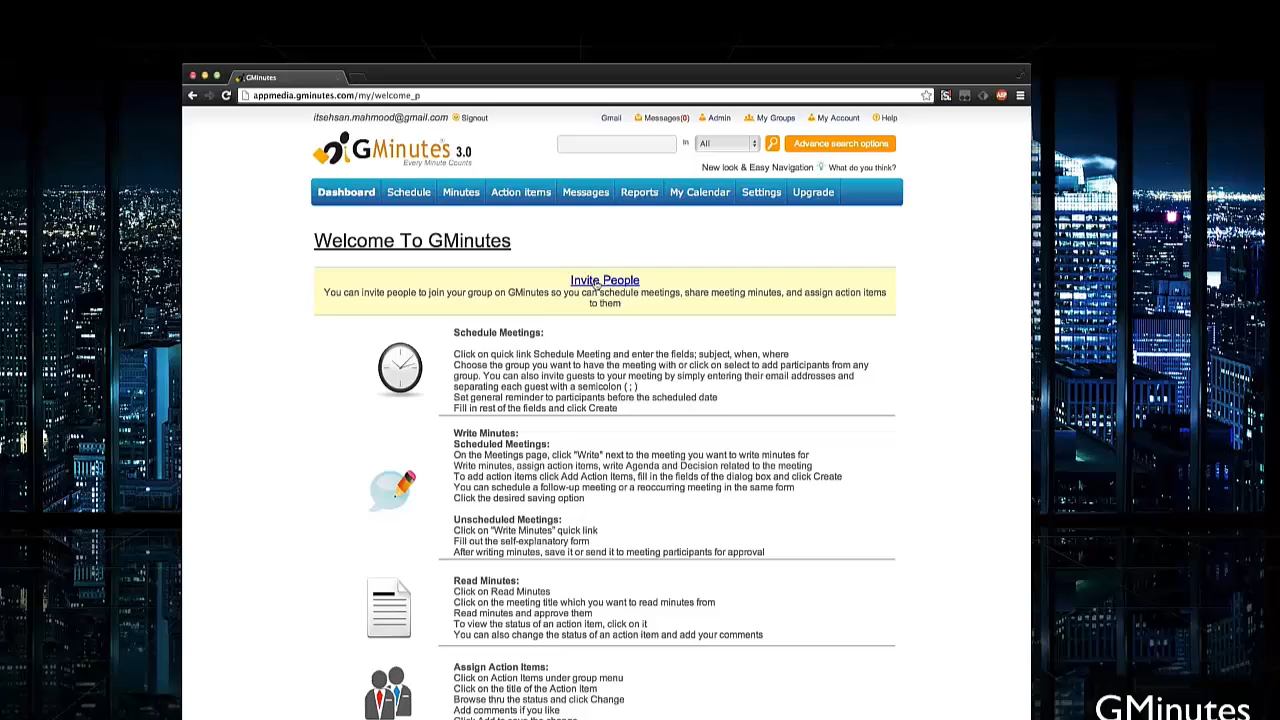 GMinutes
appmedia.gminutes.com/my/welcome_p
itsehsan.mahmood@gmail.com Signout
Gmail Messages(0) Admin My Groups My Account Help
GMinutes 3.0
Every Minute Counts
in All Advance search options
New look & Easy Navigation What do you think?
Dashboard Schedule Minutes Action items Messages Reports My Calendar Settings Upgrade
Welcome To GMinutes
Invite People
You can invite people to join your group on GMinutes so you can schedule meetings, share meeting minutes, and assign action items
to them
Schedule Meetings:
Click on quick link Schedule Meeting and enter the fields; subject, when, where
Choose the group you want to have the meeting with or click on select to add participants from any
group. You can also invite guests to your meeting by simply entering their email addresses and
separating each guest with a semicolon ( ; )
Set general reminder to participants before the scheduled date
Fill in rest of the fields and click Create
Write Minutes:
Scheduled Meetings:
On the Meetings page, click "Write" next to the meeting you want to write minutes for
Write minutes, assign action items, write Agenda and Decision related to the meeting
To add action items click Add Action Items, fill in the fields of the dialog box and click Create
You can schedule a follow-up meeting or a reoccurring meeting in the same form
Click the desired saving option
Unscheduled Meetings:
Click on "Write Minutes" quick link
Fill out the self-explanatory form
After writing minutes, save it or send it to meeting participants for approval
Read Minutes:
Click on Read Minutes
Click on the meeting title which you want to read minutes from
Read minutes and approve them
To view the status of an action item, click on it
You can also change the status of an action item and add your comments
Assign Action Items:
Click on Action Items under group menu
Click on the title of the Action Item
Browse thru the status and click Change
Add comments if you like
Click Add to save the change
GMinutes